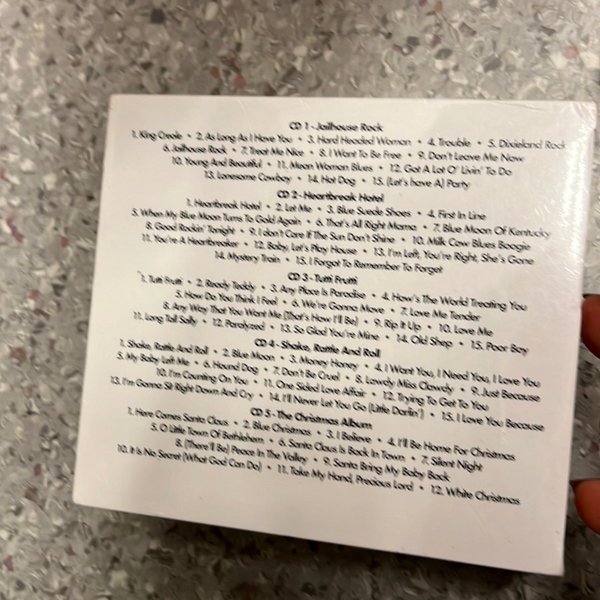 CD 1 - Jailhouse Rock
1. King Creole • 2. As Long As I Have You • 3. Hard Headed Woman • 4. Trouble • 5. Dixieland Rock
6. Jailhouse Rock • 7. Treat Me Nice • 8. I Want To Be Free • 9. Don't Leave Me Now
10. Young And Beautiful • 11. Mean Woman Blues • 12. Got A Lot O' Livin' To Do
13. Lonesome Cowboy • 14. Hot Dog • 15. (Let's have A) Party
CD 2 - Heartbreak Hotel
1. Heartbreak Hotel • 2. Let Me • 3. Blue Suede Shoes • 4. First In Line
5. When My Blue Moon Turns To Gold Again • 6. That's All Right Mama • 7. Blue Moon Of Kentucky
8. Good Rockin' Tonight • 9. I don't Care If The Sun Don't Shine • 10. Milk Cow Blues Boogie
11. You're A Heartbreaker • 12. Baby, Let's Play House • 13. I'm Left, You're Right, She's Gone
14. Mystery Train • 15. I Forgot To Remember To Forget
CD 3 - Tutti Frutti
1. Tutti Frutti • 2. Ready Teddy • 3. Any Place Is Paradise • 4. How's The World Treating You
5. How Do You Think I Feel • 6. We're Gonna Move • 7. Love Me Tender
8. Any Way That You Want Me (That's How I'll Be) • 9. Rip It Up • 10. Love Me
11. Long Tall Sally • 12. Paralyzed • 13. So Glad You're Mine • 14. Old Shep • 15. Poor Boy
CD 4 - Shake, Rattle And Roll
1. Shake, Rattle And Roll • 2. Blue Moon • 3. Money Honey • 4. I Want You, I Need You, I Love You
5. My Baby Left Me • 6. Hound Dog • 7. Don't Be Cruel • 8. Lawdy Miss Clawdy • 9. Just Because
10. I'm Counting On You • 11. One Sided Love Affair • 12. Trying To Get To You
13. I'm Gonna Sit Right Down And Cry • 14. I'll Never Let You Go (Little Darlin') • 15. I Love You Because
CD 5 - The Christmas Album
1. Here Comes Santa Claus • 2. Blue Christmas • 3. I Believe • 4. I'll Be Home For Christmas
5. O Little Town Of Bethlehem • 6. Santa Claus Is Back In Town • 7. Silent Night
8. (There'll Be) Peace In The Valley • 9. Santa Bring My Baby Back
10. It Is No Secret (What God Can Do) • 11. Take My Hand, Precious Lord • 12. White Christmas